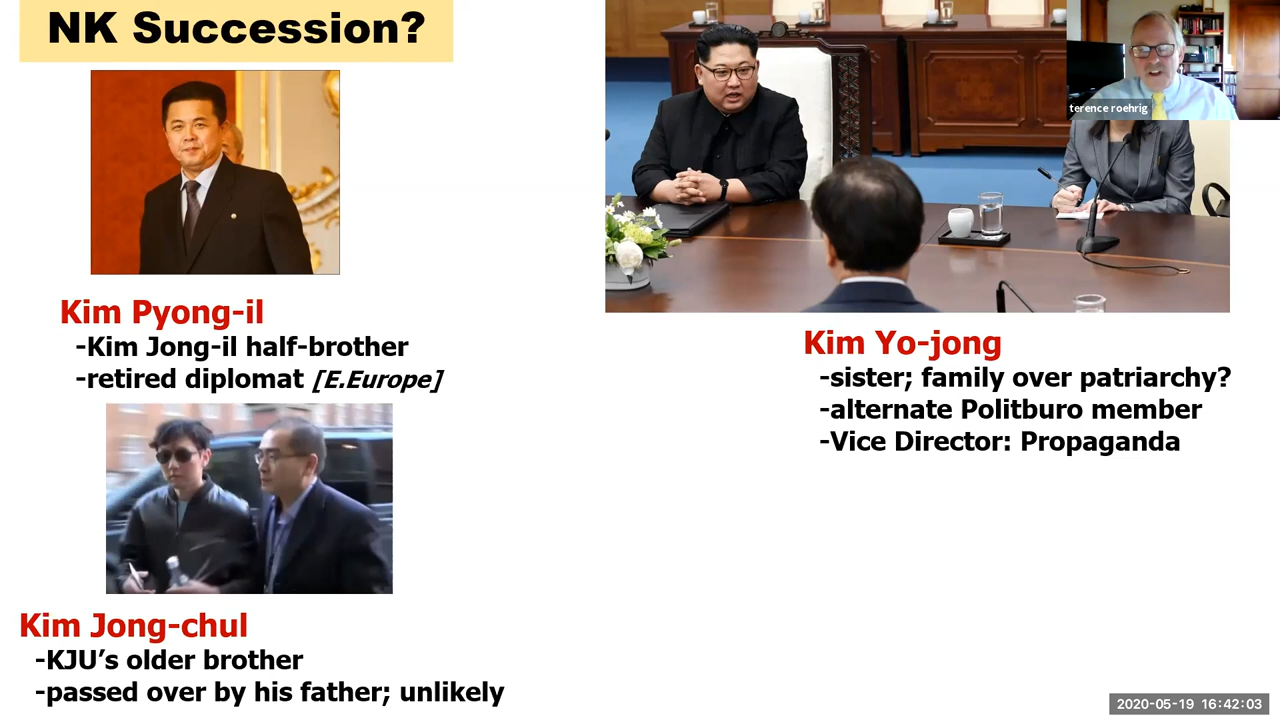 NK Succession?
Kim Pyong-il
-Kim Jong-il half-brother
-retired diplomat [E.Europe]
Kim Jong-chul
-KJU’s older brother
-passed over by his father; unlikely
terence roehrig
Kim Yo-jong
-sister; family over patriarchy?
-alternate Politburo member
-Vice Director: Propaganda
2020-05-19 16:42:03